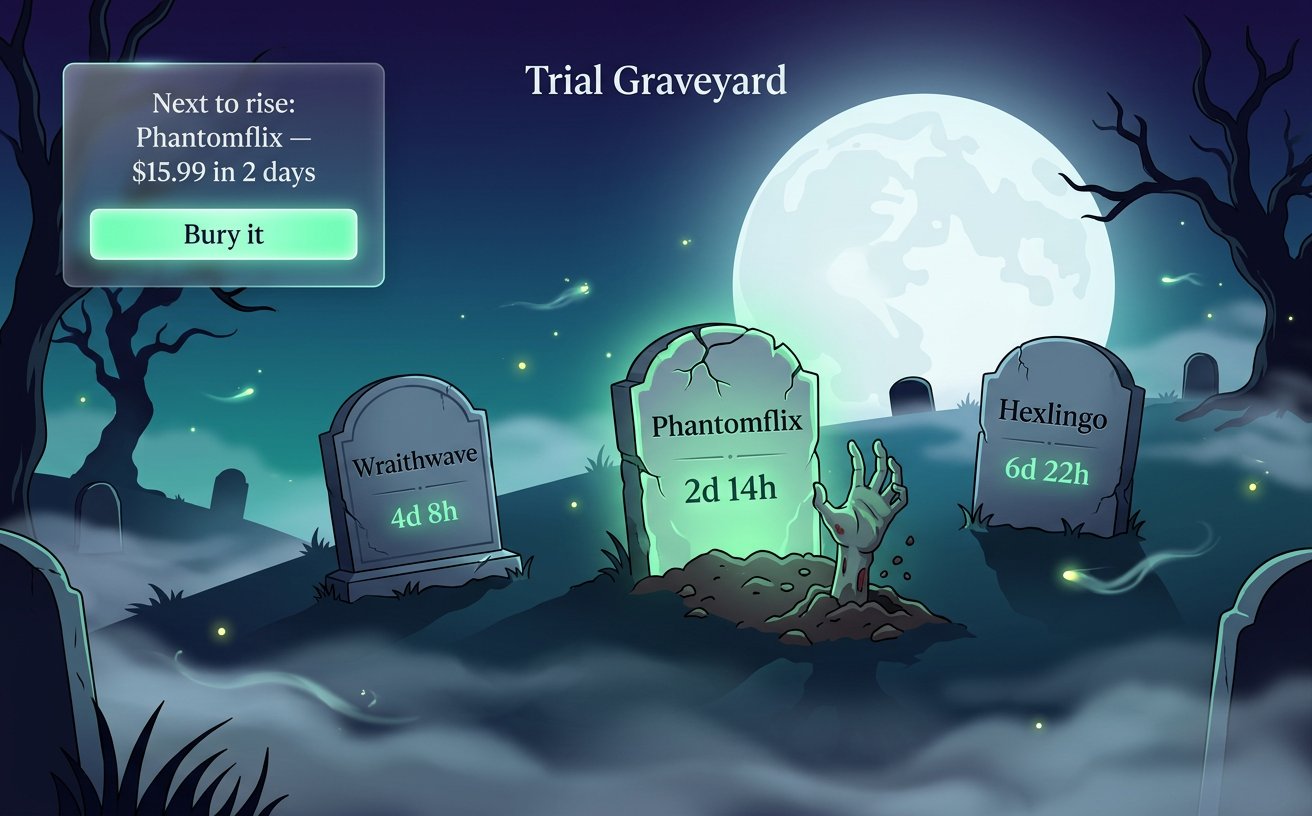 Trial Graveyard
Next to rise:
Phantomflix —
$15.99 in 2 days
Bury it
Wraithwave
4d 8h
Phantomflix
2d 14h
Hexlingo
6d 22h